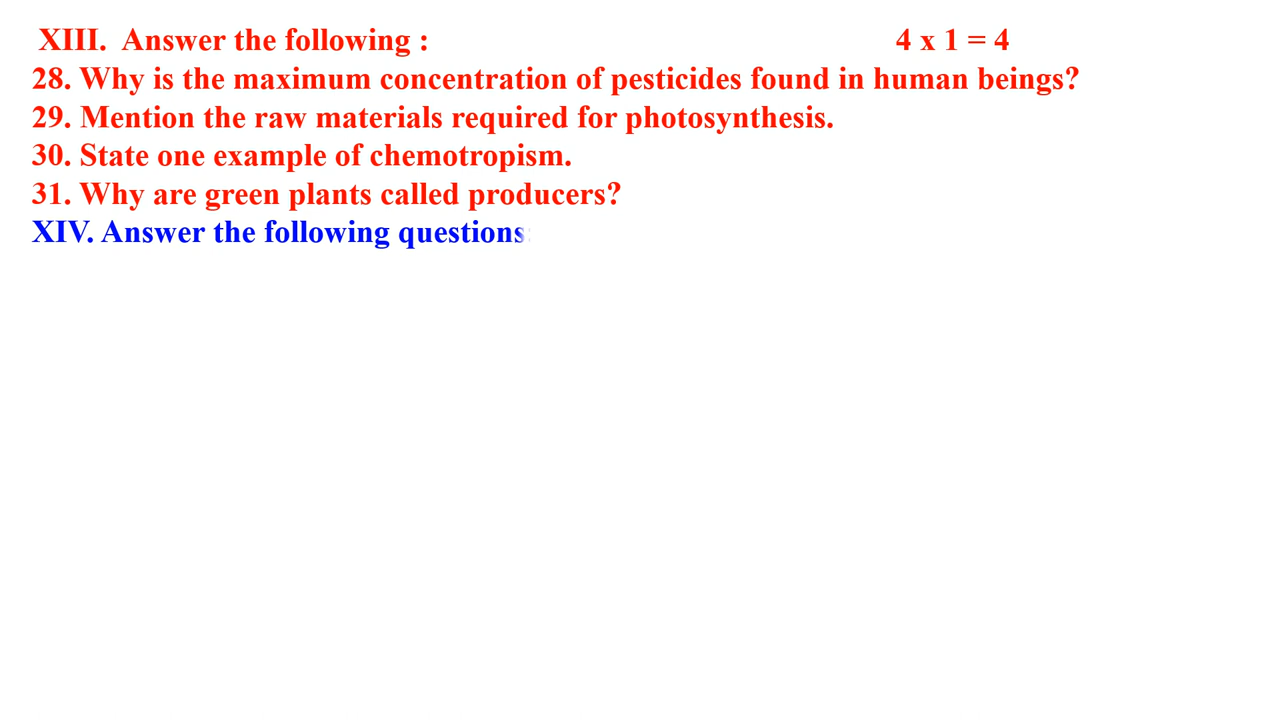 XIII. Answer the following : 4 x 1 = 4
28. Why is the maximum concentration of pesticides found in human beings?
29. Mention the raw materials required for photosynthesis.
30. State one example of chemotropism.
31. Why are green plants called producers?
XIV. Answer the following questions